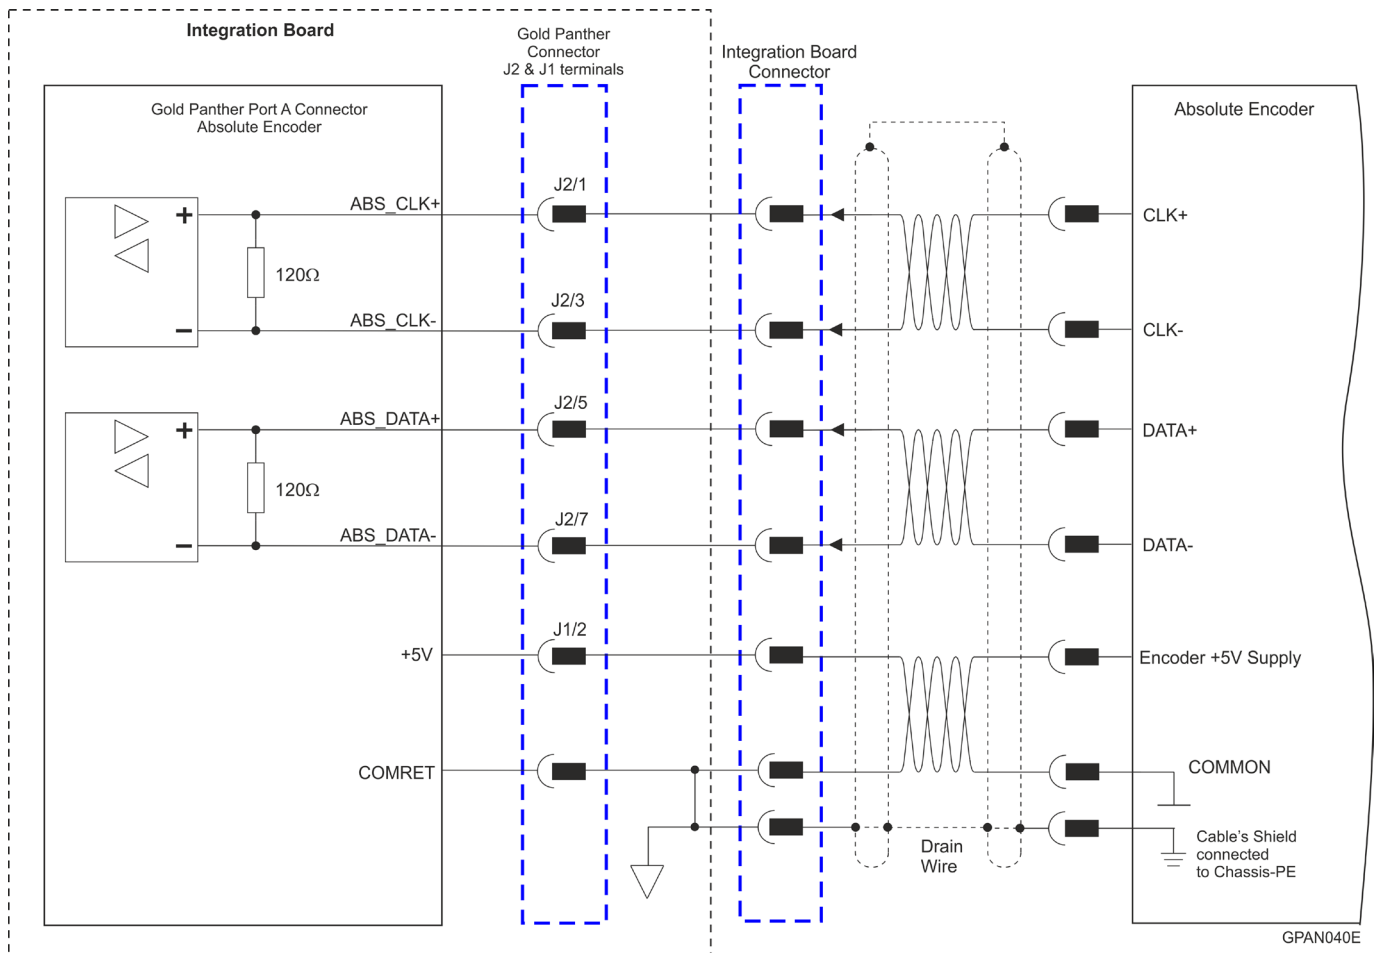 Integration Board
Gold Panther
Connector
J2 & J1 terminals
Integration Board
Connector
Gold Panther Port A Connector
Absolute Encoder
Absolute Encoder
ABS_CLK+
J2/1
+
CLK+
120Ω
ABS_CLK-
J2/3
−
CLK-
ABS_DATA+
J2/5
+
DATA+
120Ω
ABS_DATA-
J2/7
−
DATA-
+5V
J1/2
Encoder +5V Supply
COMRET
COMMON
Drain
Wire
Cable's Shield
connected
to Chassis-PE
GPAN040E